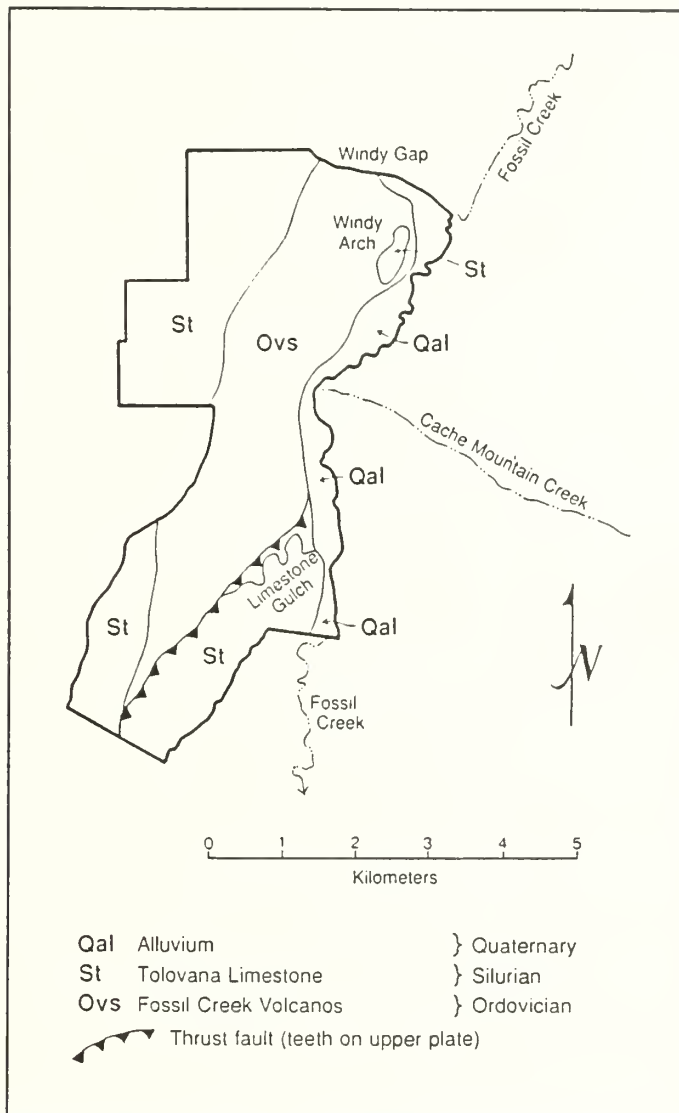 Fossil Creek
Windy Gap
Windy
Arch
St
St
Ovs
Qal
Cache Mountain Creek
Qal
Limestone
Gulch
St
St
Qal
Fossil
Creek
N
0 1 2 3 4 5
Kilometers
Qal Alluvium } Quaternary
St Tolovana Limestone } Silurian
Ovs Fossil Creek Volcanos } Ordovician
Thrust fault (teeth on upper plate)